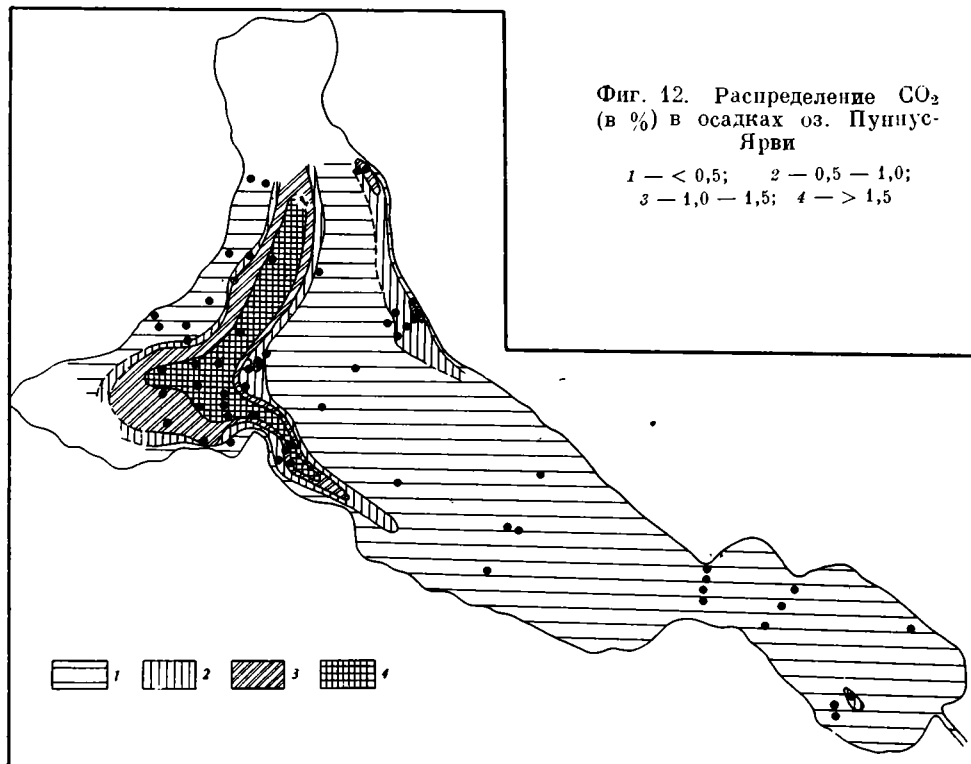 Фиг. 12. Распределение CO₂
(в %) в осадках оз. Пуннус-
Ярви
1 — < 0,5; 2 — 0,5 — 1,0;
3 — 1,0 — 1,5; 4 — > 1,5
1 2 3 4